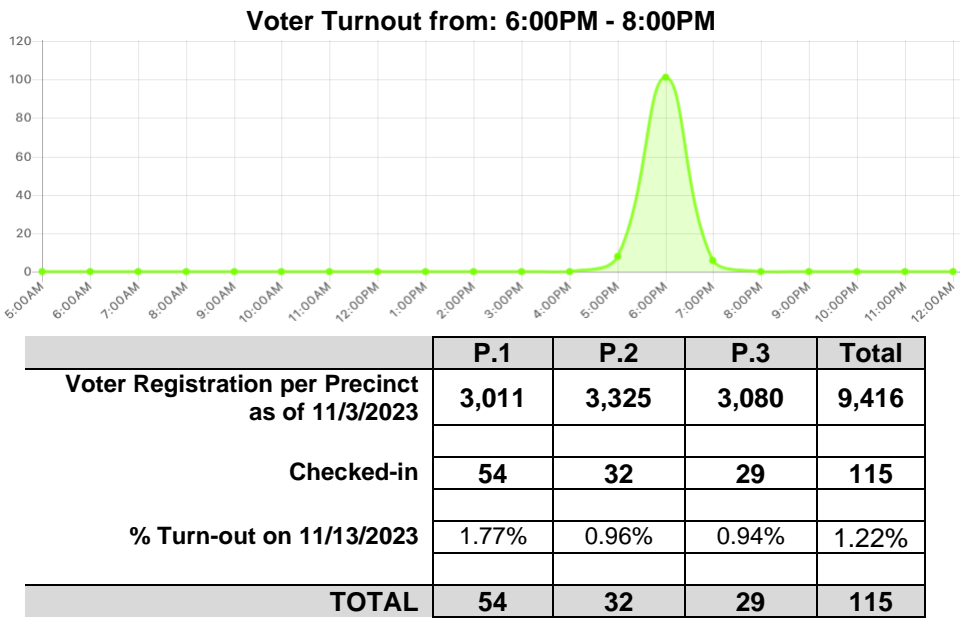 Voter Turnout from: 6:00PM - 8:00PM
120
100
80
60
40
20
0
5:00AM 6:00AM 7:00AM 8:00AM 9:00AM 10:00AM 11:00AM 12:00PM 1:00PM 2:00PM 3:00PM 4:00PM 5:00PM 6:00PM 7:00PM 8:00PM 9:00PM 10:00PM 11:00PM 12:00AM
P.1 P.2 P.3 Total
Voter Registration per Precinct
as of 11/3/2023 3,011 3,325 3,080 9,416
Checked-in 54 32 29 115
% Turn-out on 11/13/2023 1.77% 0.96% 0.94% 1.22%
TOTAL 54 32 29 115